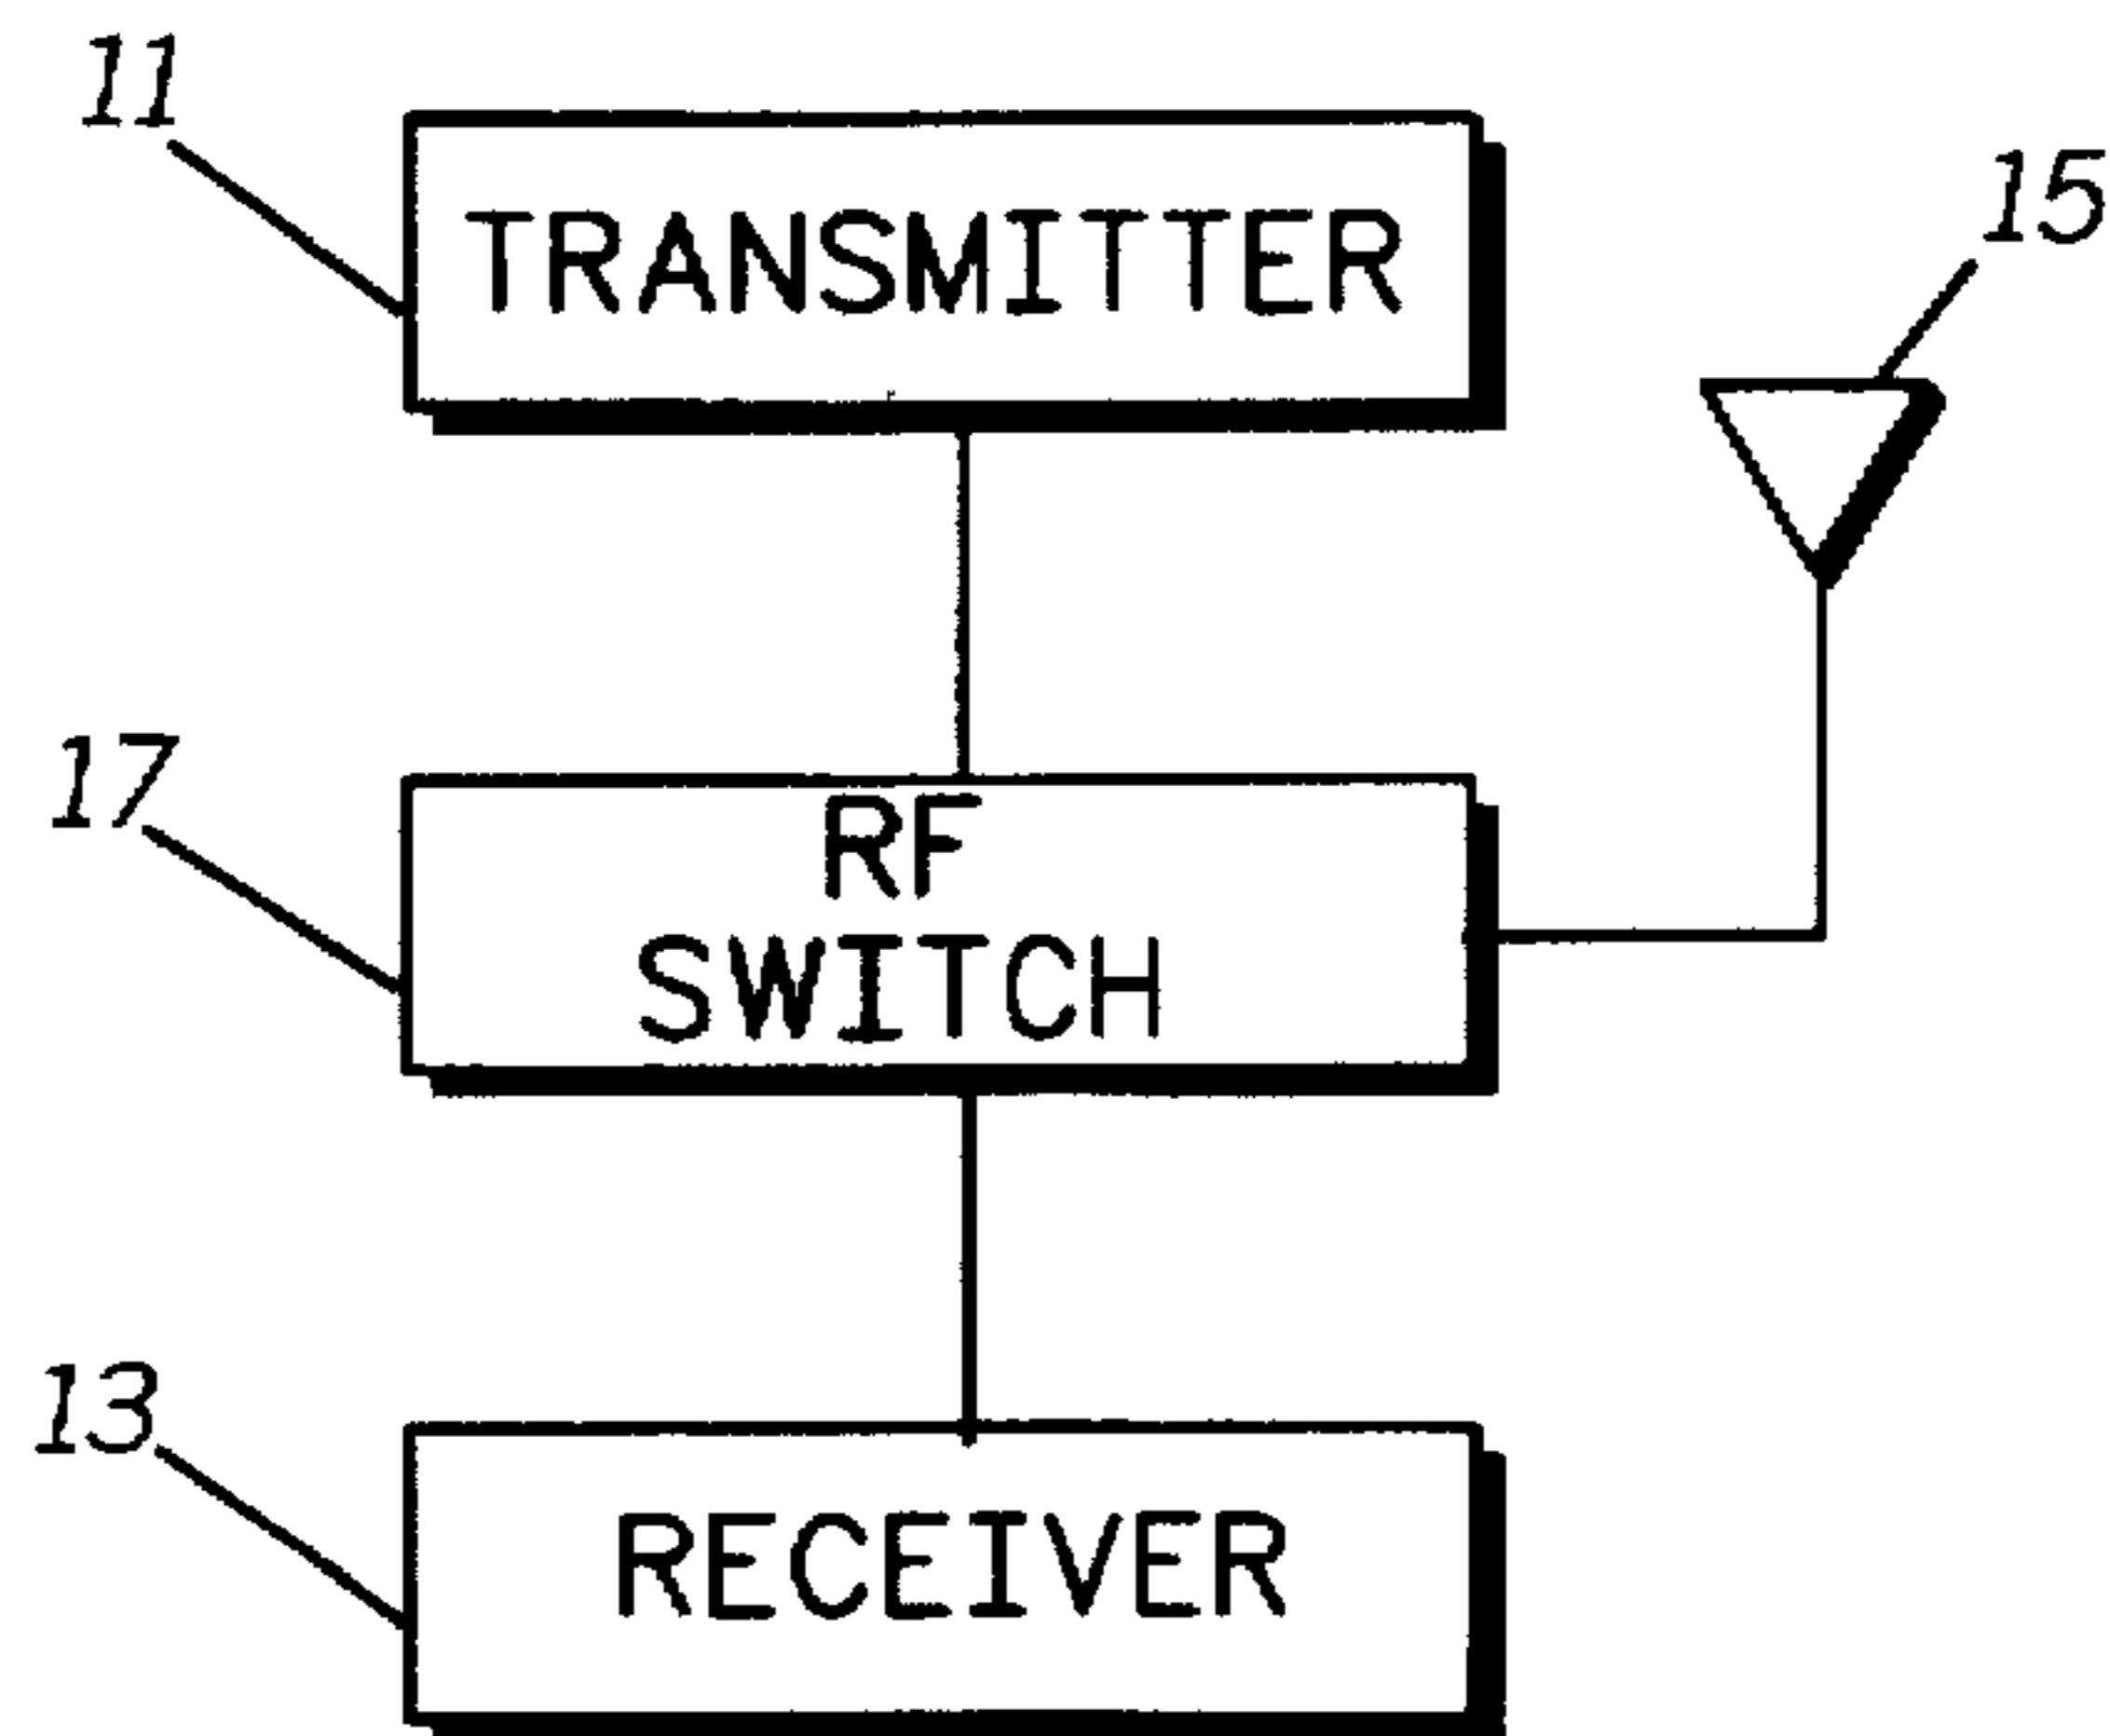 11
TRANSMITTER
15
17
RF
SWITCH
13
RECEIVER